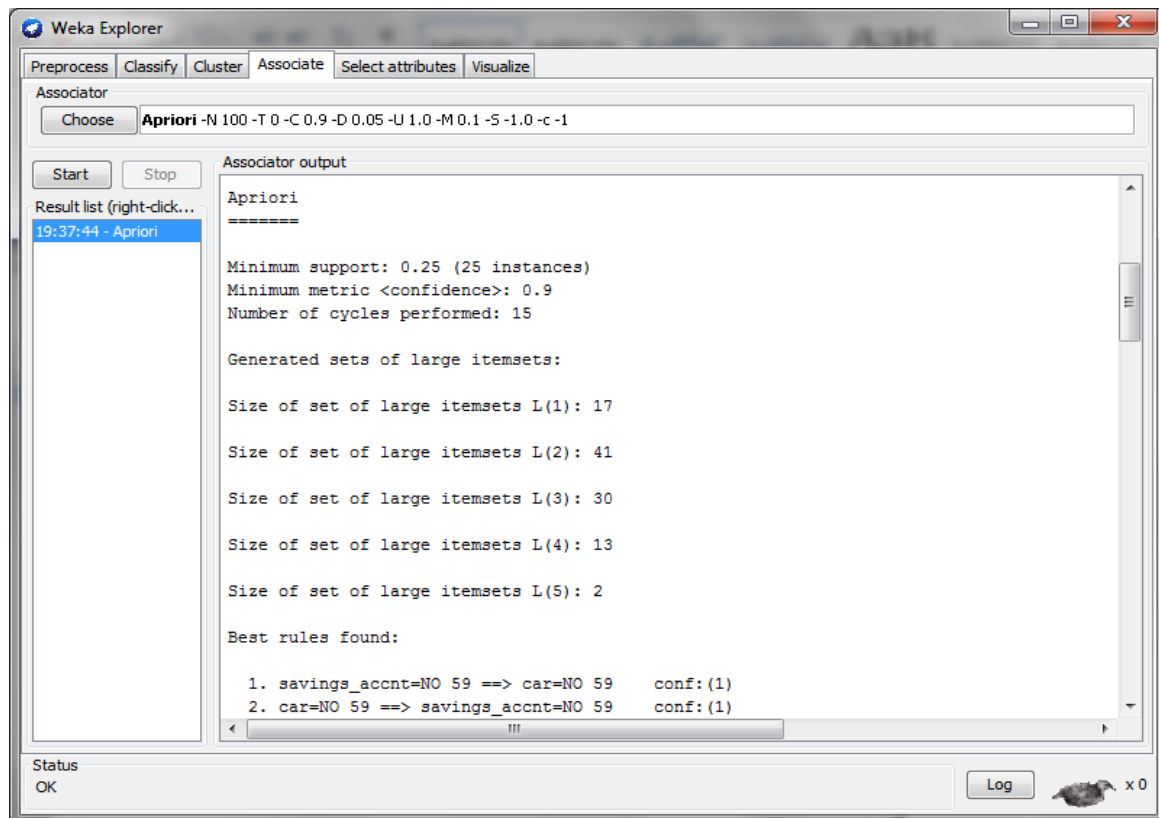 Weka Explorer
Preprocess Classify Cluster Associate Select attributes Visualize
Associator
Choose Apriori -N 100 -T 0 -C 0.9 -D 0.05 -U 1.0 -M 0.1 -S -1.0 -c -1
Start Stop
Result list (right-click...
19:37:44 - Apriori
Associator output
Apriori
=======
Minimum support: 0.25 (25 instances)
Minimum metric <confidence>: 0.9
Number of cycles performed: 15
Generated sets of large itemsets:
Size of set of large itemsets L(1): 17
Size of set of large itemsets L(2): 41
Size of set of large itemsets L(3): 30
Size of set of large itemsets L(4): 13
Size of set of large itemsets L(5): 2
Best rules found:
1. savings_accnt=NO 59 ==> car=NO 59 conf:(1)
2. car=NO 59 ==> savings_accnt=NO 59 conf:(1)
Status
OK
Log x 0